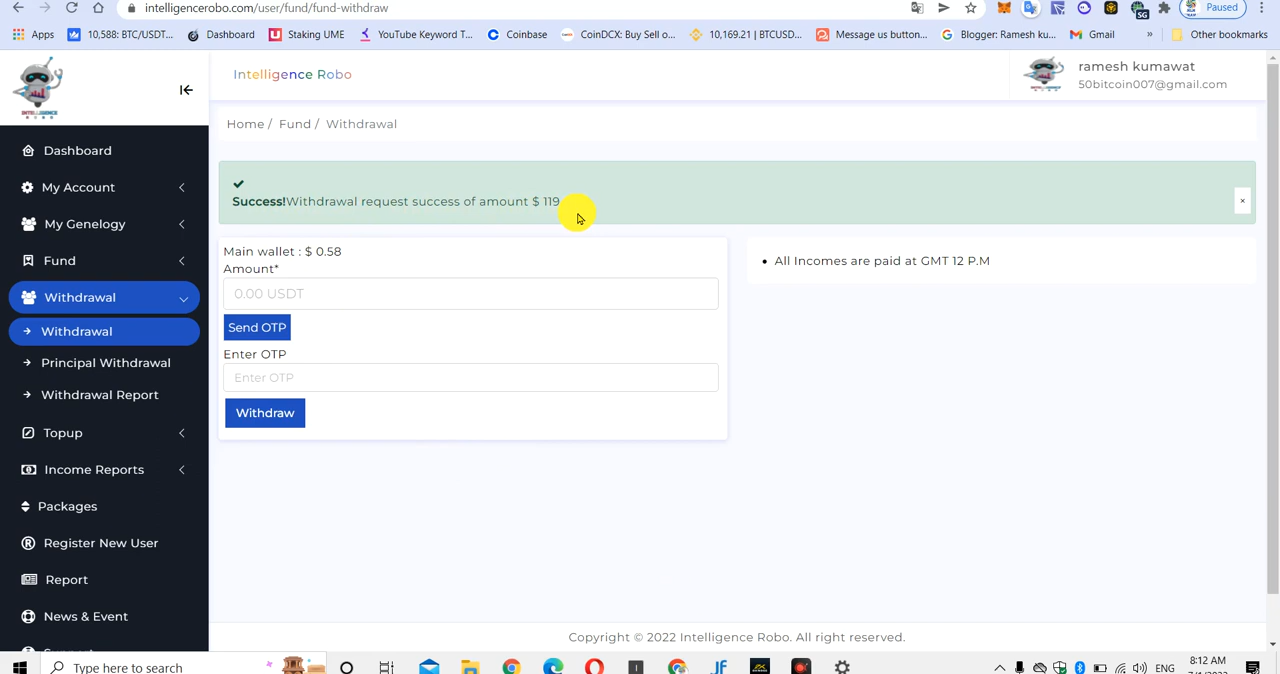 intelligencerobo.com/user/fund/fund-withdraw
SG
Paused
Apps
10,588: BTC/USDT...
Dashboard
Staking UME
YouTube Keyword T...
Coinbase
CoinDCX: Buy Sell o...
10,169.21 | BTCUSD...
Message us button...
Blogger: Ramesh ku...
Gmail
»
Other bookmarks
Intelligence Robo
ramesh kumawat
50bitcoin007@gmail.com
Home / Fund / Withdrawal
Dashboard
My Account
My Genelogy
Fund
Withdrawal
Withdrawal
Principal Withdrawal
Withdrawal Report
Topup
Income Reports
Packages
Register New User
Report
News & Event
Success!Withdrawal request success of amount $ 119
×
Main wallet : $ 0.58
Amount*
0.00 USDT
Send OTP
Enter OTP
Enter OTP
Withdraw
• All Incomes are paid at GMT 12 P.M
Copyright © 2022 Intelligence Robo. All right reserved.
Type here to search
ENG
8:12 AM